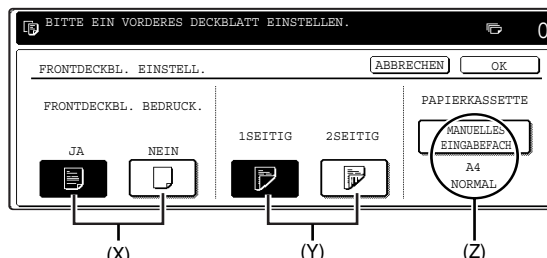 BITTE EIN VORDERES DECKBLATT EINSTELLEN.
0
FRONTDECKBL. EINSTELL.
ABBRECHEN
OK
FRONTDECKBL. BEDRUCK.
JA
NEIN
1SEITIG
2SEITIG
PAPIERKASSETTE
MANUELLES
EINGABEFACH
A4
NORMAL
(X)
(Y)
(Z)